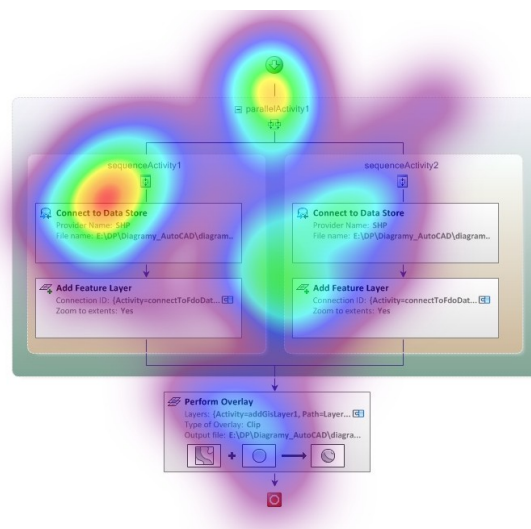 parallelActivity1
sequenceActivity1
sequenceActivity2
Connect to Data Store
Provider Name: SHP
File name: E:\DP\Diagramy_AutoCAD\diagram..
Connect to Data Store
Provider Name: SHP
File name: E:\DP\Diagramy_AutoCAD\diagram..
Add Feature Layer
Connection ID: {Activity=connectToFdoDat...
Zoom to extents: Yes
Add Feature Layer
Connection ID: {Activity=connectToFdoDat...
Zoom to extents: Yes
Perform Overlay
Layers: {Activity=addGisLayer1, Path=Layer...
Type of Overlay: Clip
Output file: E:\DP\Diagramy_AutoCAD\diagra...